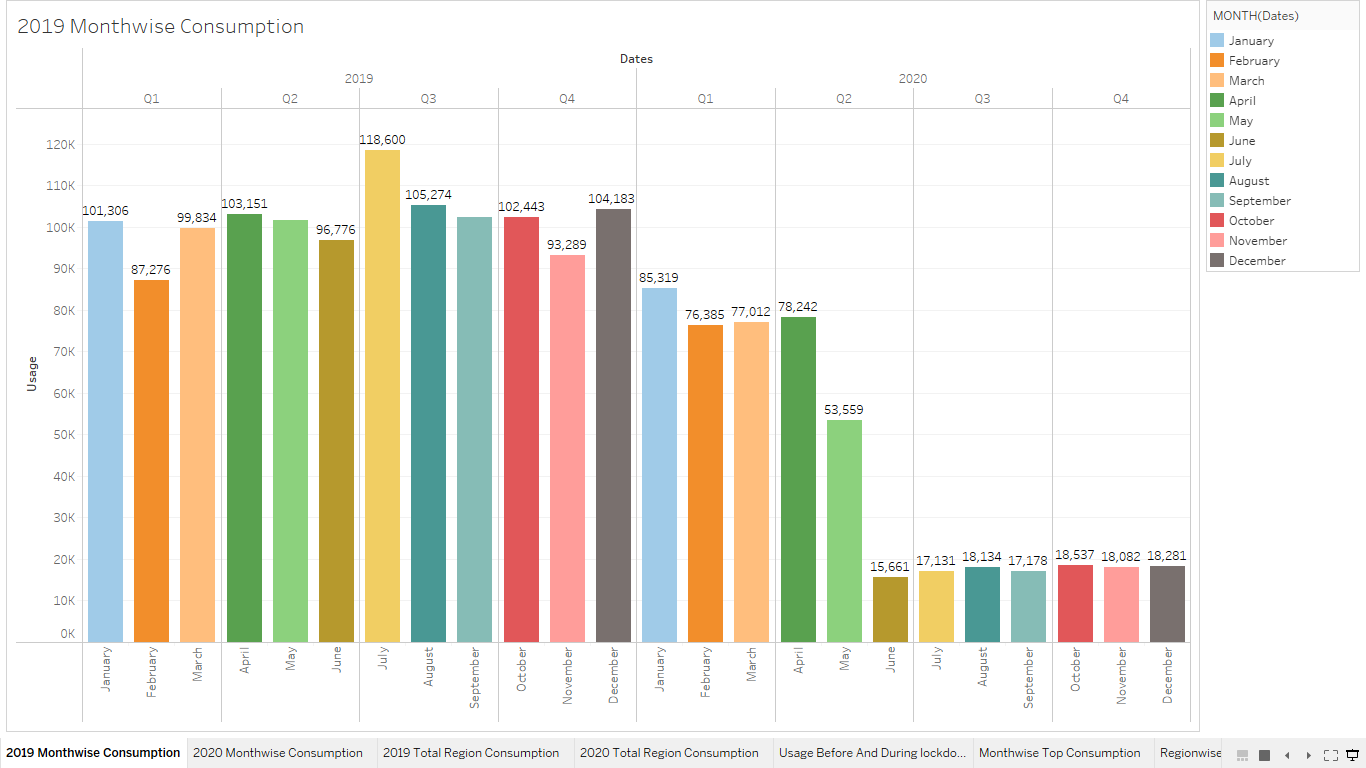 2019 Monthwise Consumption
MONTH(Dates)
January
February
March
April
May
June
July
August
September
October
November
December
Dates
2019 2020
Q1 Q2 Q3 Q4 Q1 Q2 Q3 Q4
120K
110K
100K
90K
80K
70K
60K
50K
40K
30K
20K
10K
0K
Usage
101,306
87,276
99,834
103,151
96,776
118,600
105,274
102,443
93,289
104,183
85,319
76,385
77,012
78,242
53,559
15,661
17,131
18,134
17,178
18,537
18,082
18,281
January
February
March
April
May
June
July
August
September
October
November
December
January
February
March
April
May
June
July
August
September
October
November
December
2019 Monthwise Consumption 2020 Monthwise Consumption 2019 Total Region Consumption 2020 Total Region Consumption Usage Before And During lockdo... Monthwise Top Consumption Regionwise